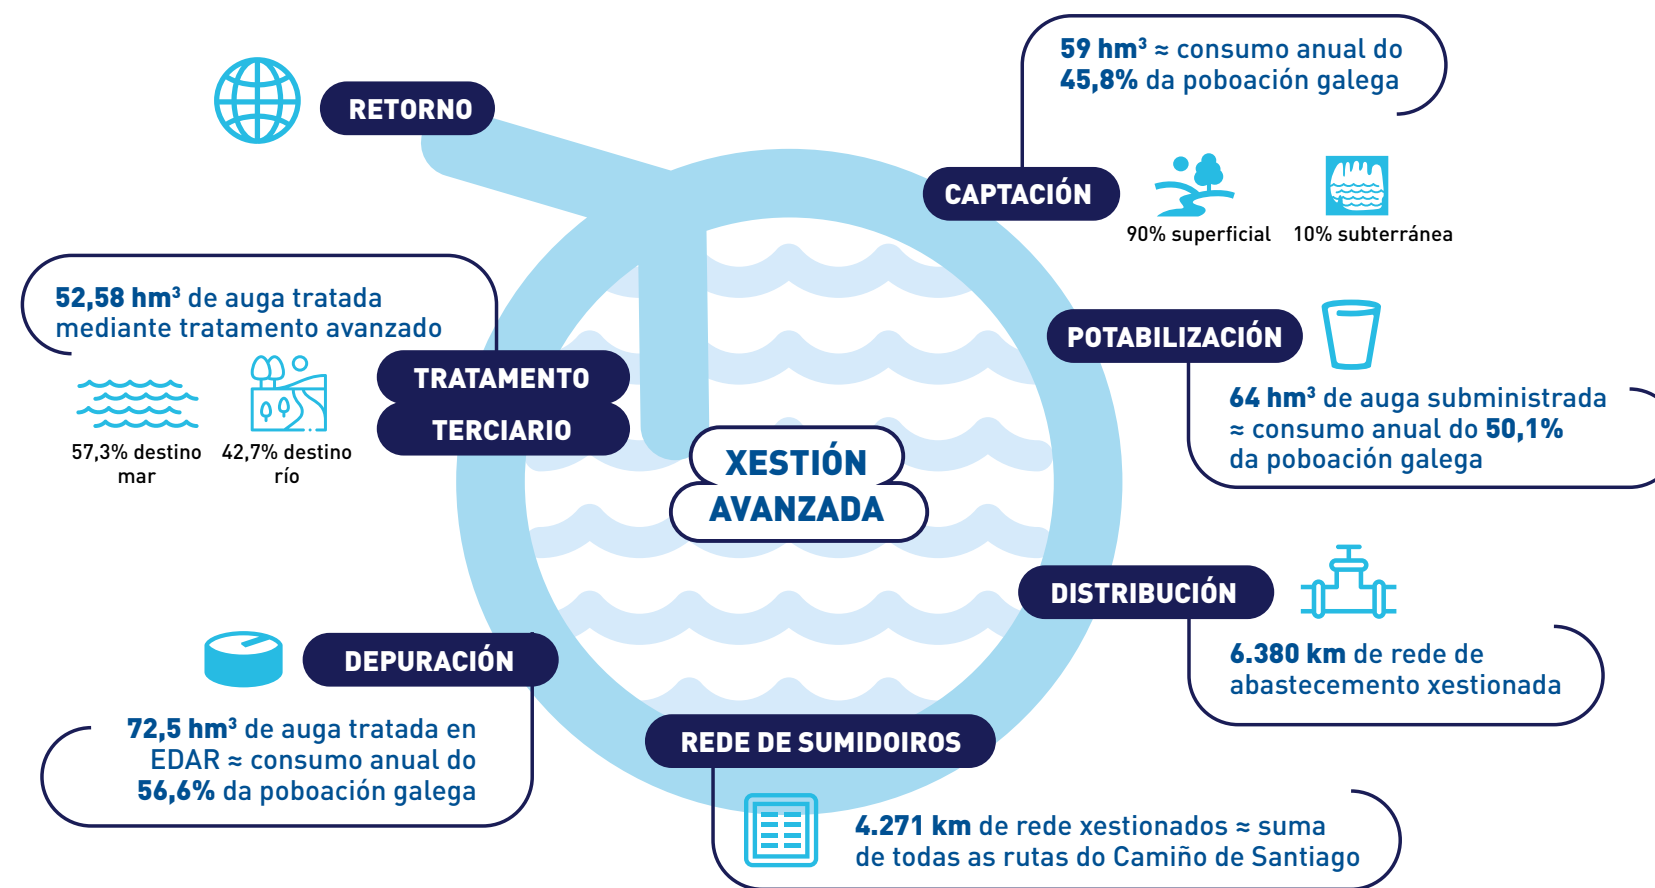 RETORNO
59 hm³ ≈ consumo anual do
45,8% da poboación galega
CAPTACIÓN
90% superficial
10% subterránea
POTABILIZACIÓN
64 hm³ de auga subministrada
≈ consumo anual do 50,1%
da poboación galega
DISTRIBUCIÓN
6.380 km de rede de
abastecemento xestionada
REDE DE SUMIDOIROS
4.271 km de rede xestionados ≈ suma
de todas as rutas do Camiño de Santiago
DEPURACIÓN
72,5 hm³ de auga tratada en
EDAR ≈ consumo anual do
56,6% da poboación galega
52,58 hm³ de auga tratada
mediante tratamento avanzado
TRATAMENTO
TERCIARIO
57,3% destino
mar
42,7% destino
río
XESTIÓN
AVANZADA